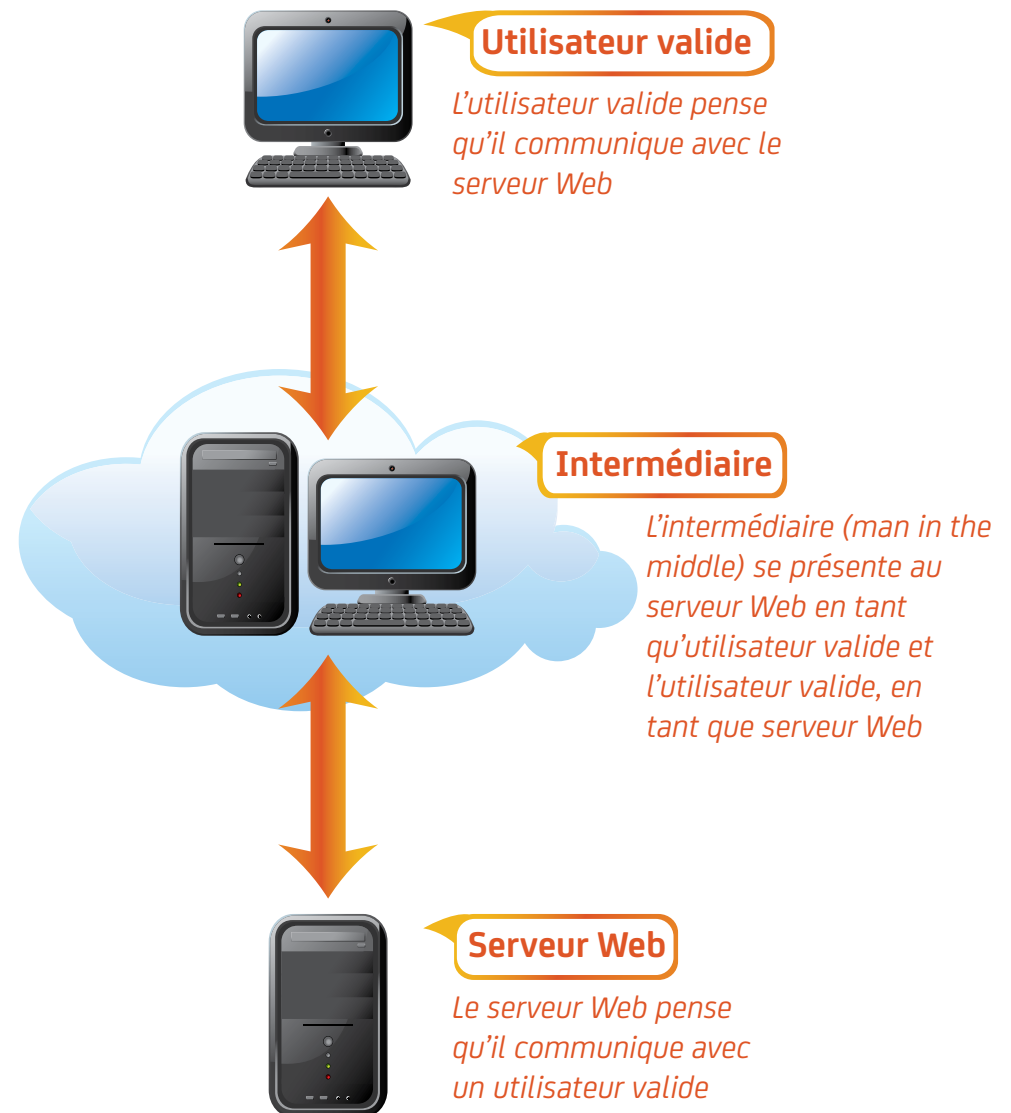 Utilisateur valide
L'utilisateur valide pense
qu'il communique avec le
serveur Web
Intermédiaire
L'intermédiaire (man in the
middle) se présente au
serveur Web en tant
qu'utilisateur valide et
l'utilisateur valide, en
tant que serveur Web
Serveur Web
Le serveur Web pense
qu'il communique avec
un utilisateur valide